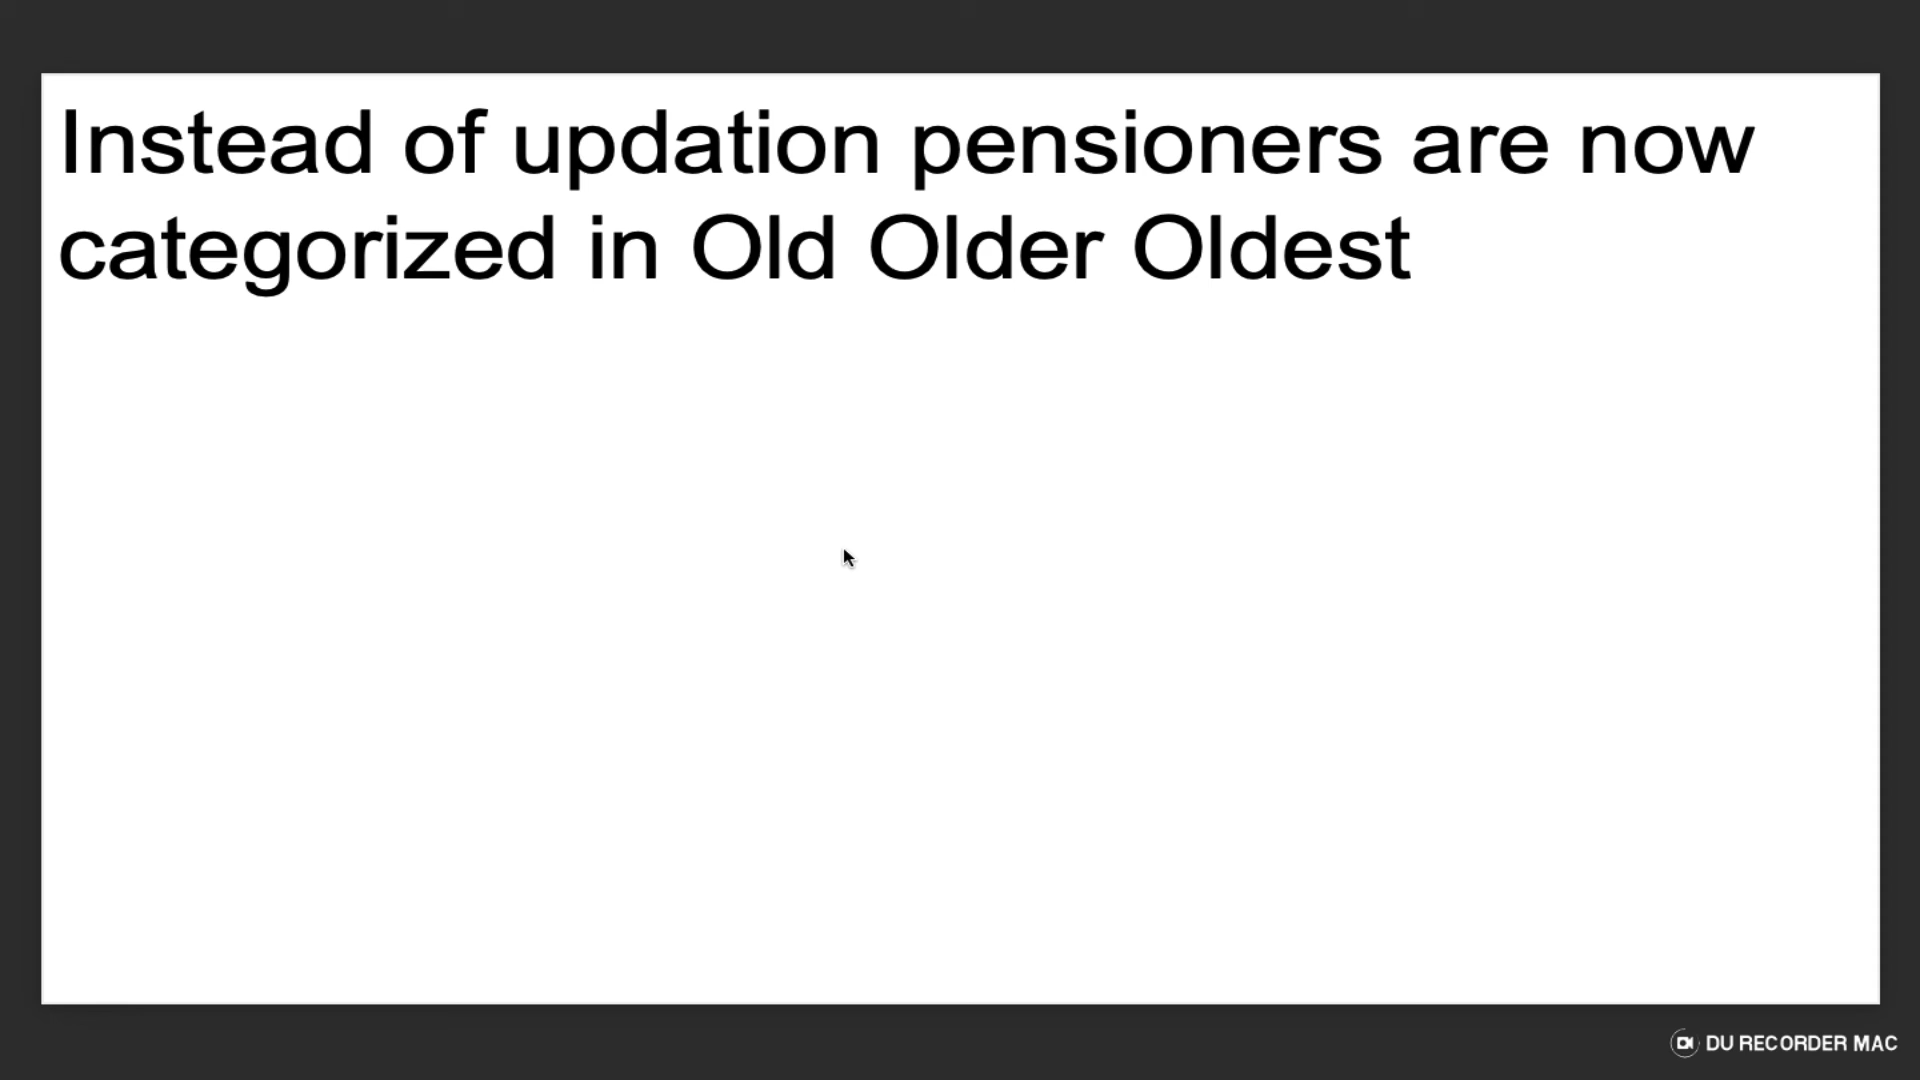 Instead of updation pensioners are now
categorized in Old Older Oldest
DU RECORDER MAC